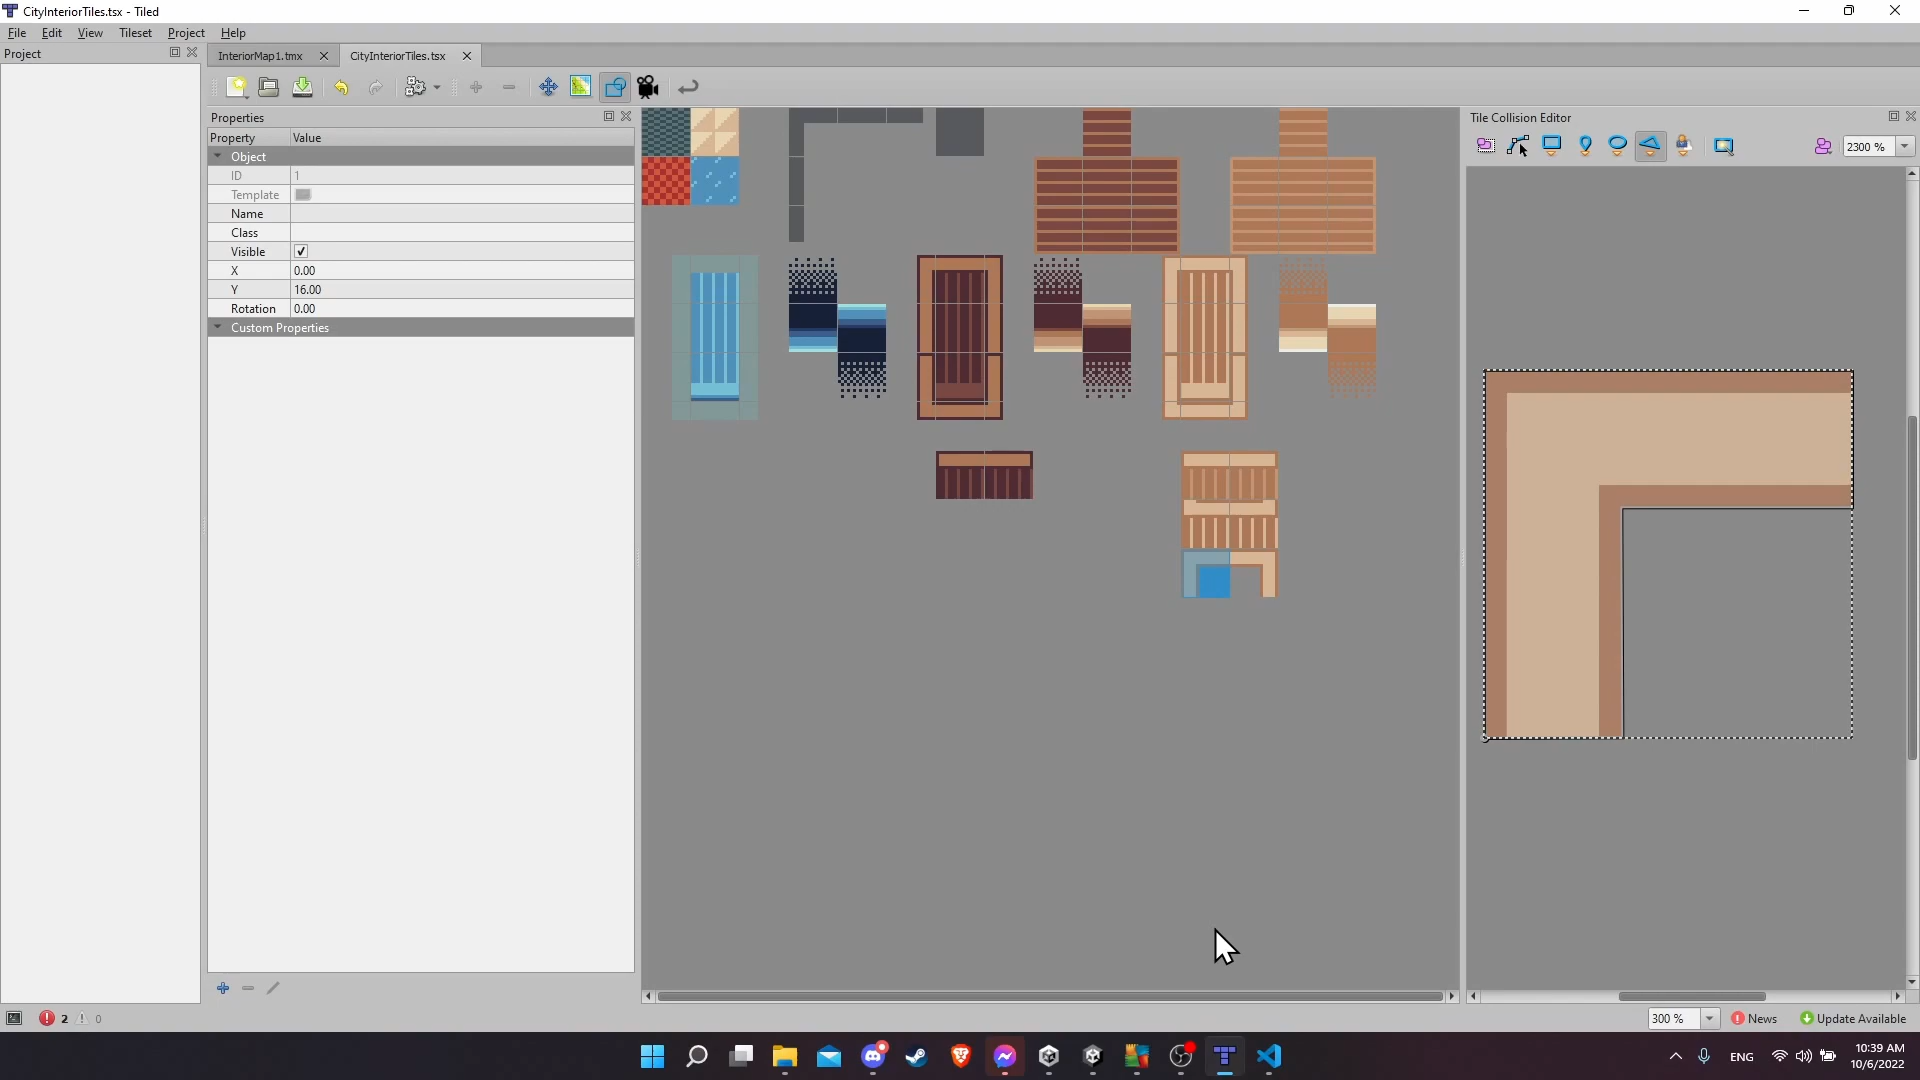 CityInteriorTiles.tsx - Tiled
File Edit View Tileset Project Help
Project
InteriorMap1.tmx
CityInteriorTiles.tsx
Properties
Property Value
Object
ID 1
Template
Name
Class
Visible
X 0.00
Y 16.00
Rotation 0.00
Custom Properties
Tile Collision Editor
2300 %
2 0
300 %
News
Update Available
ENG
10:39 AM
10/6/2022